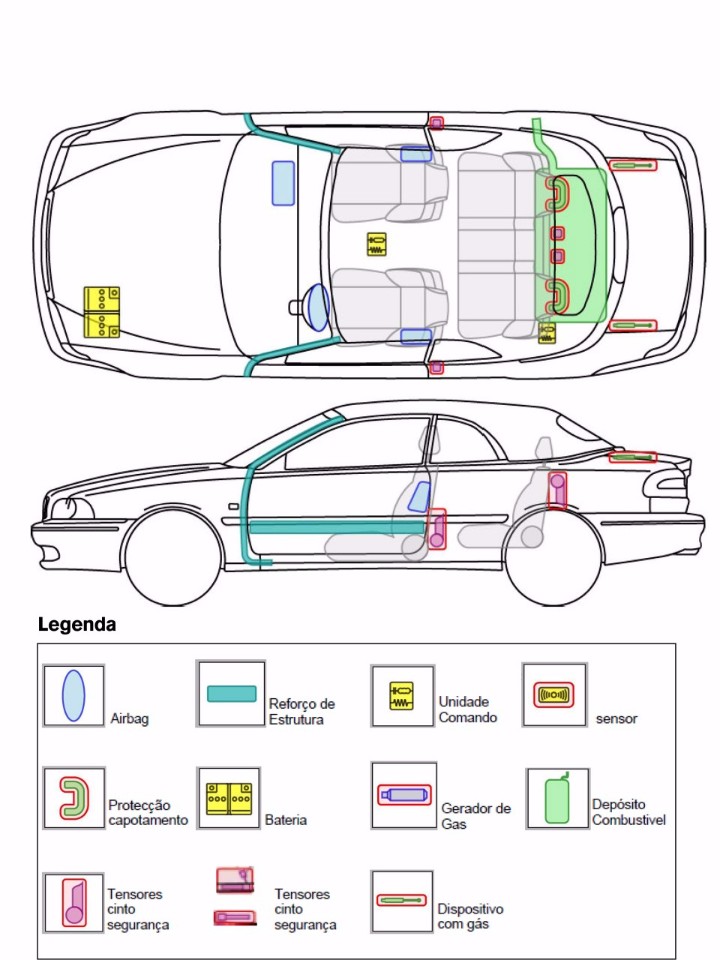 Legenda
Airbag
Reforço de
Estrutura
Unidade
Comando
sensor
Protecção
capotamento
Bateria
Gerador de
Gas
Depósito
Combustivel
Tensores
cinto
segurança
Tensores
cinto
segurança
Dispositivo
com gás